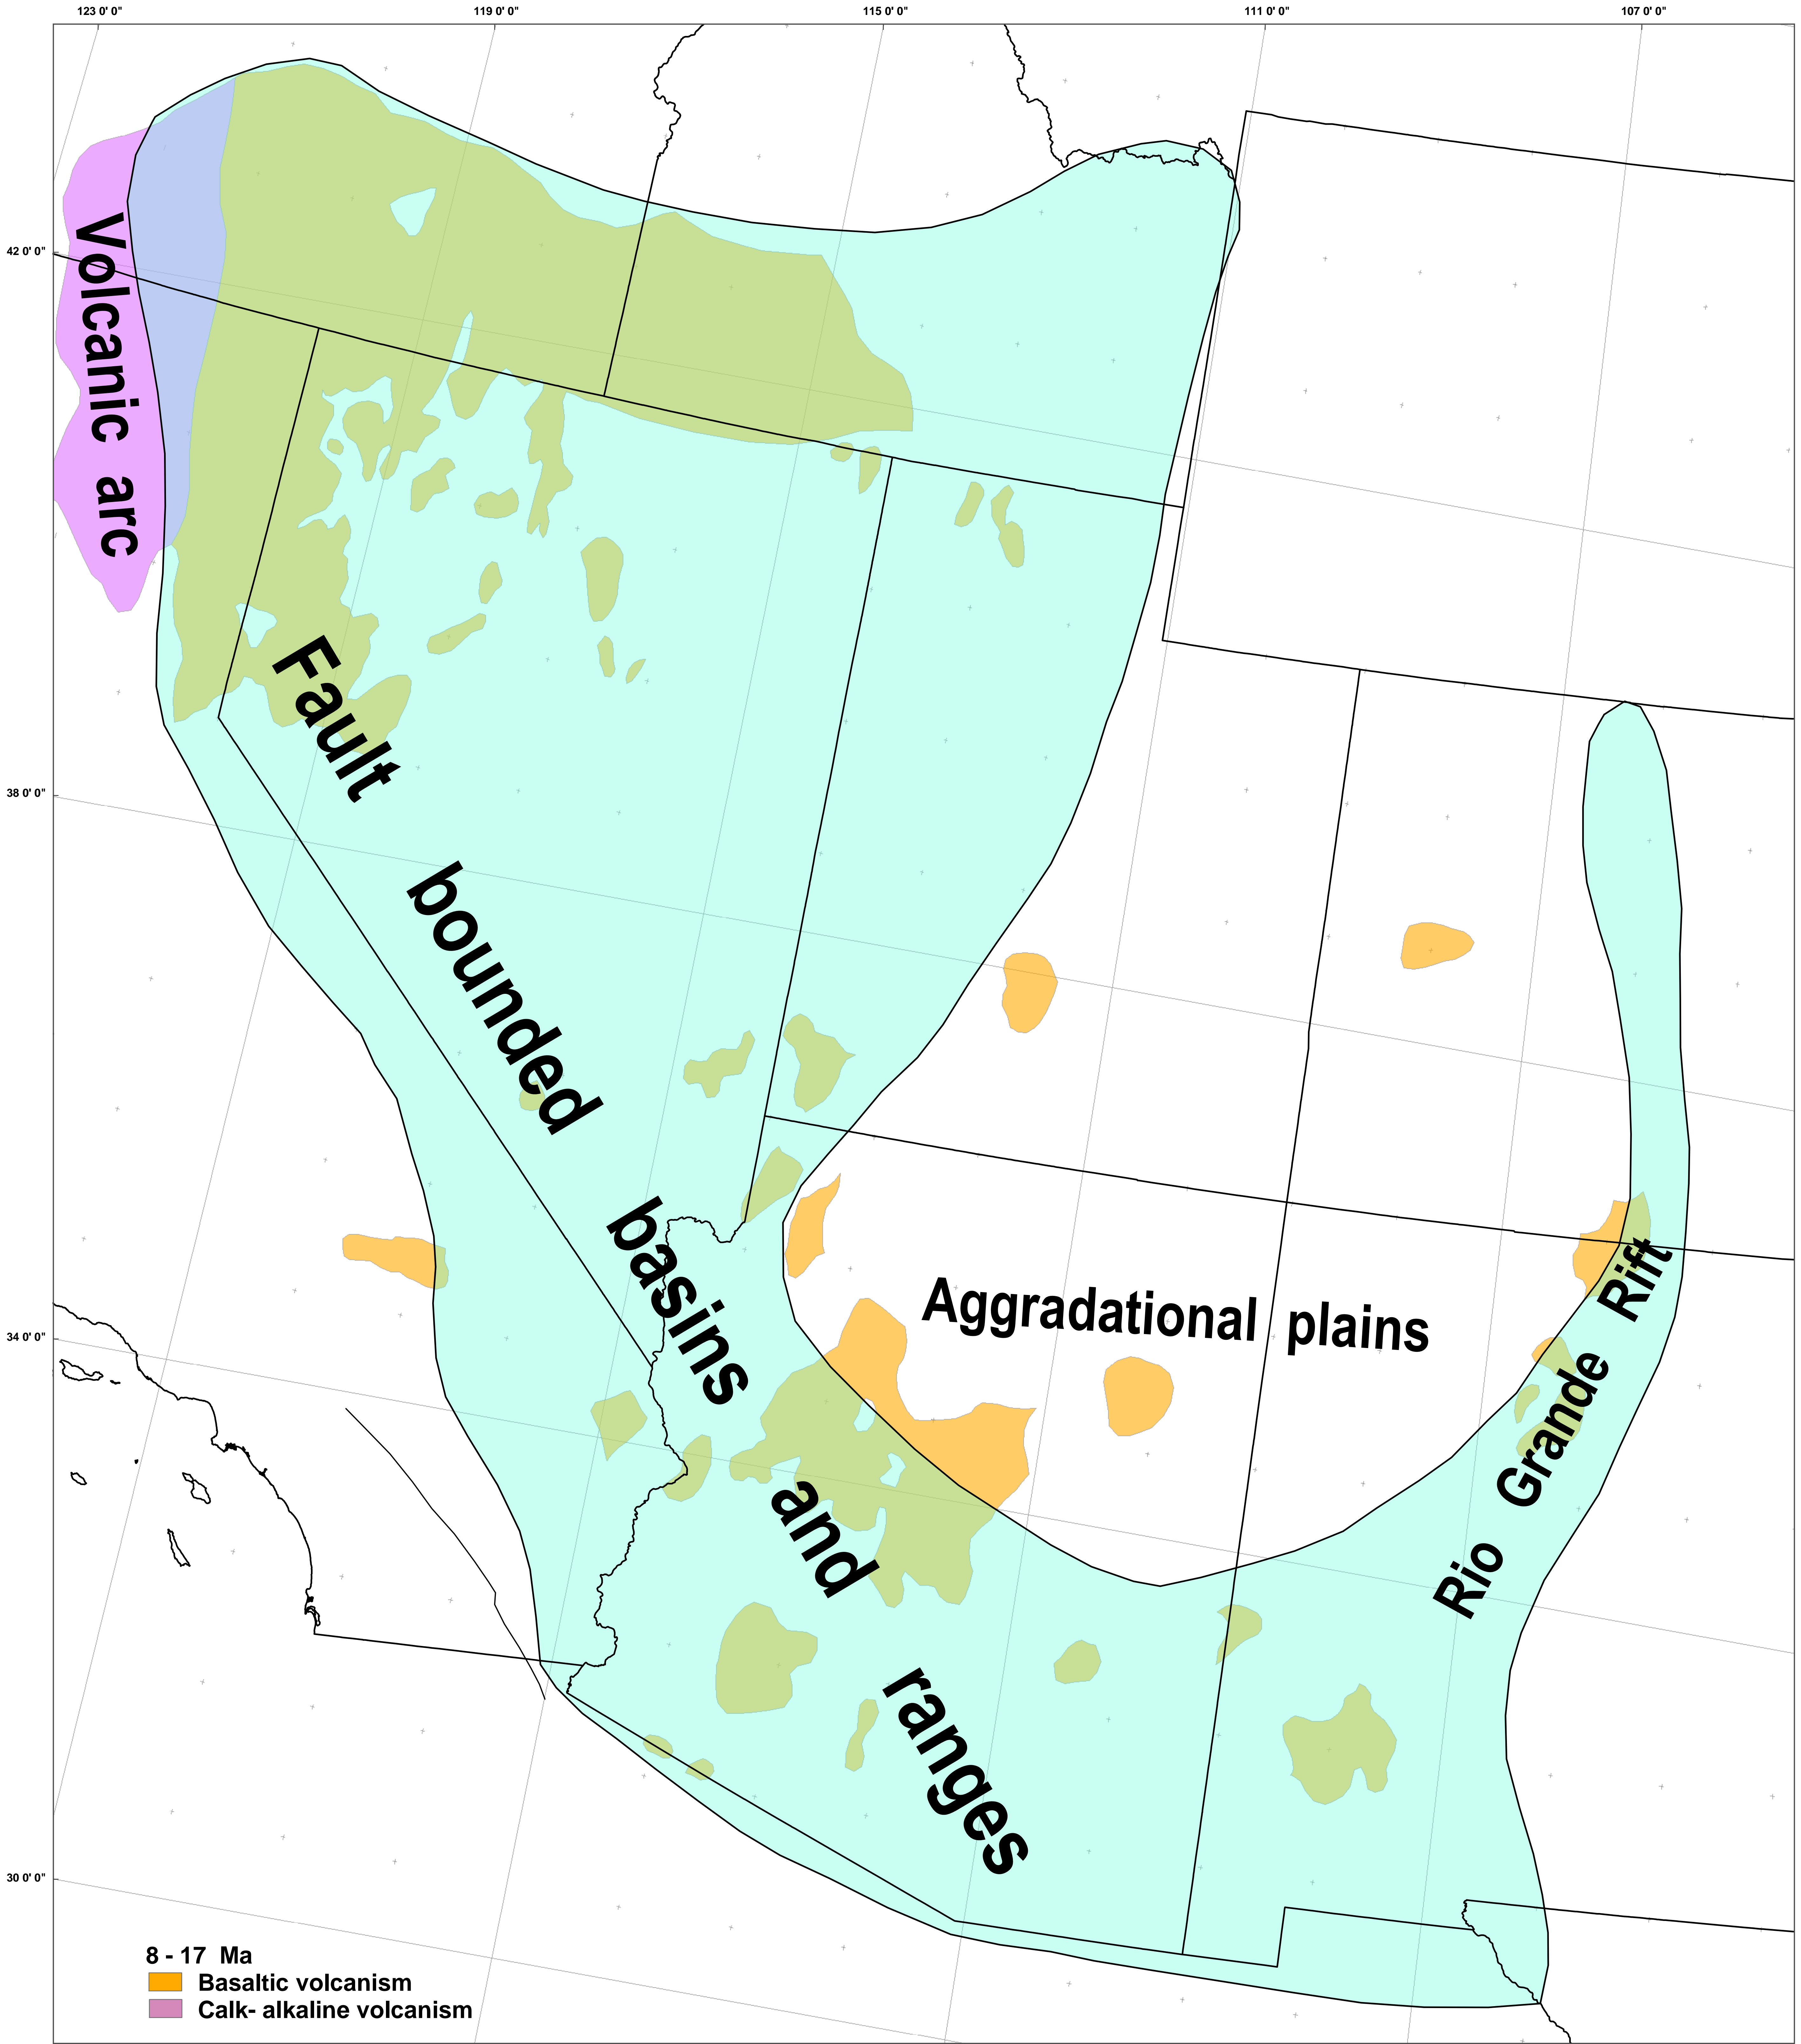 123 0' 0"
119 0' 0"
115 0' 0"
111 0' 0"
107 0' 0"
42 0' 0"
38 0' 0"
34 0' 0"
30 0' 0"
Volcanic arc
Fault bounded basins and ranges
Aggradational plains
Rio Grande Rift
8 - 17 Ma
Basaltic volcanism
Calk- alkaline volcanism